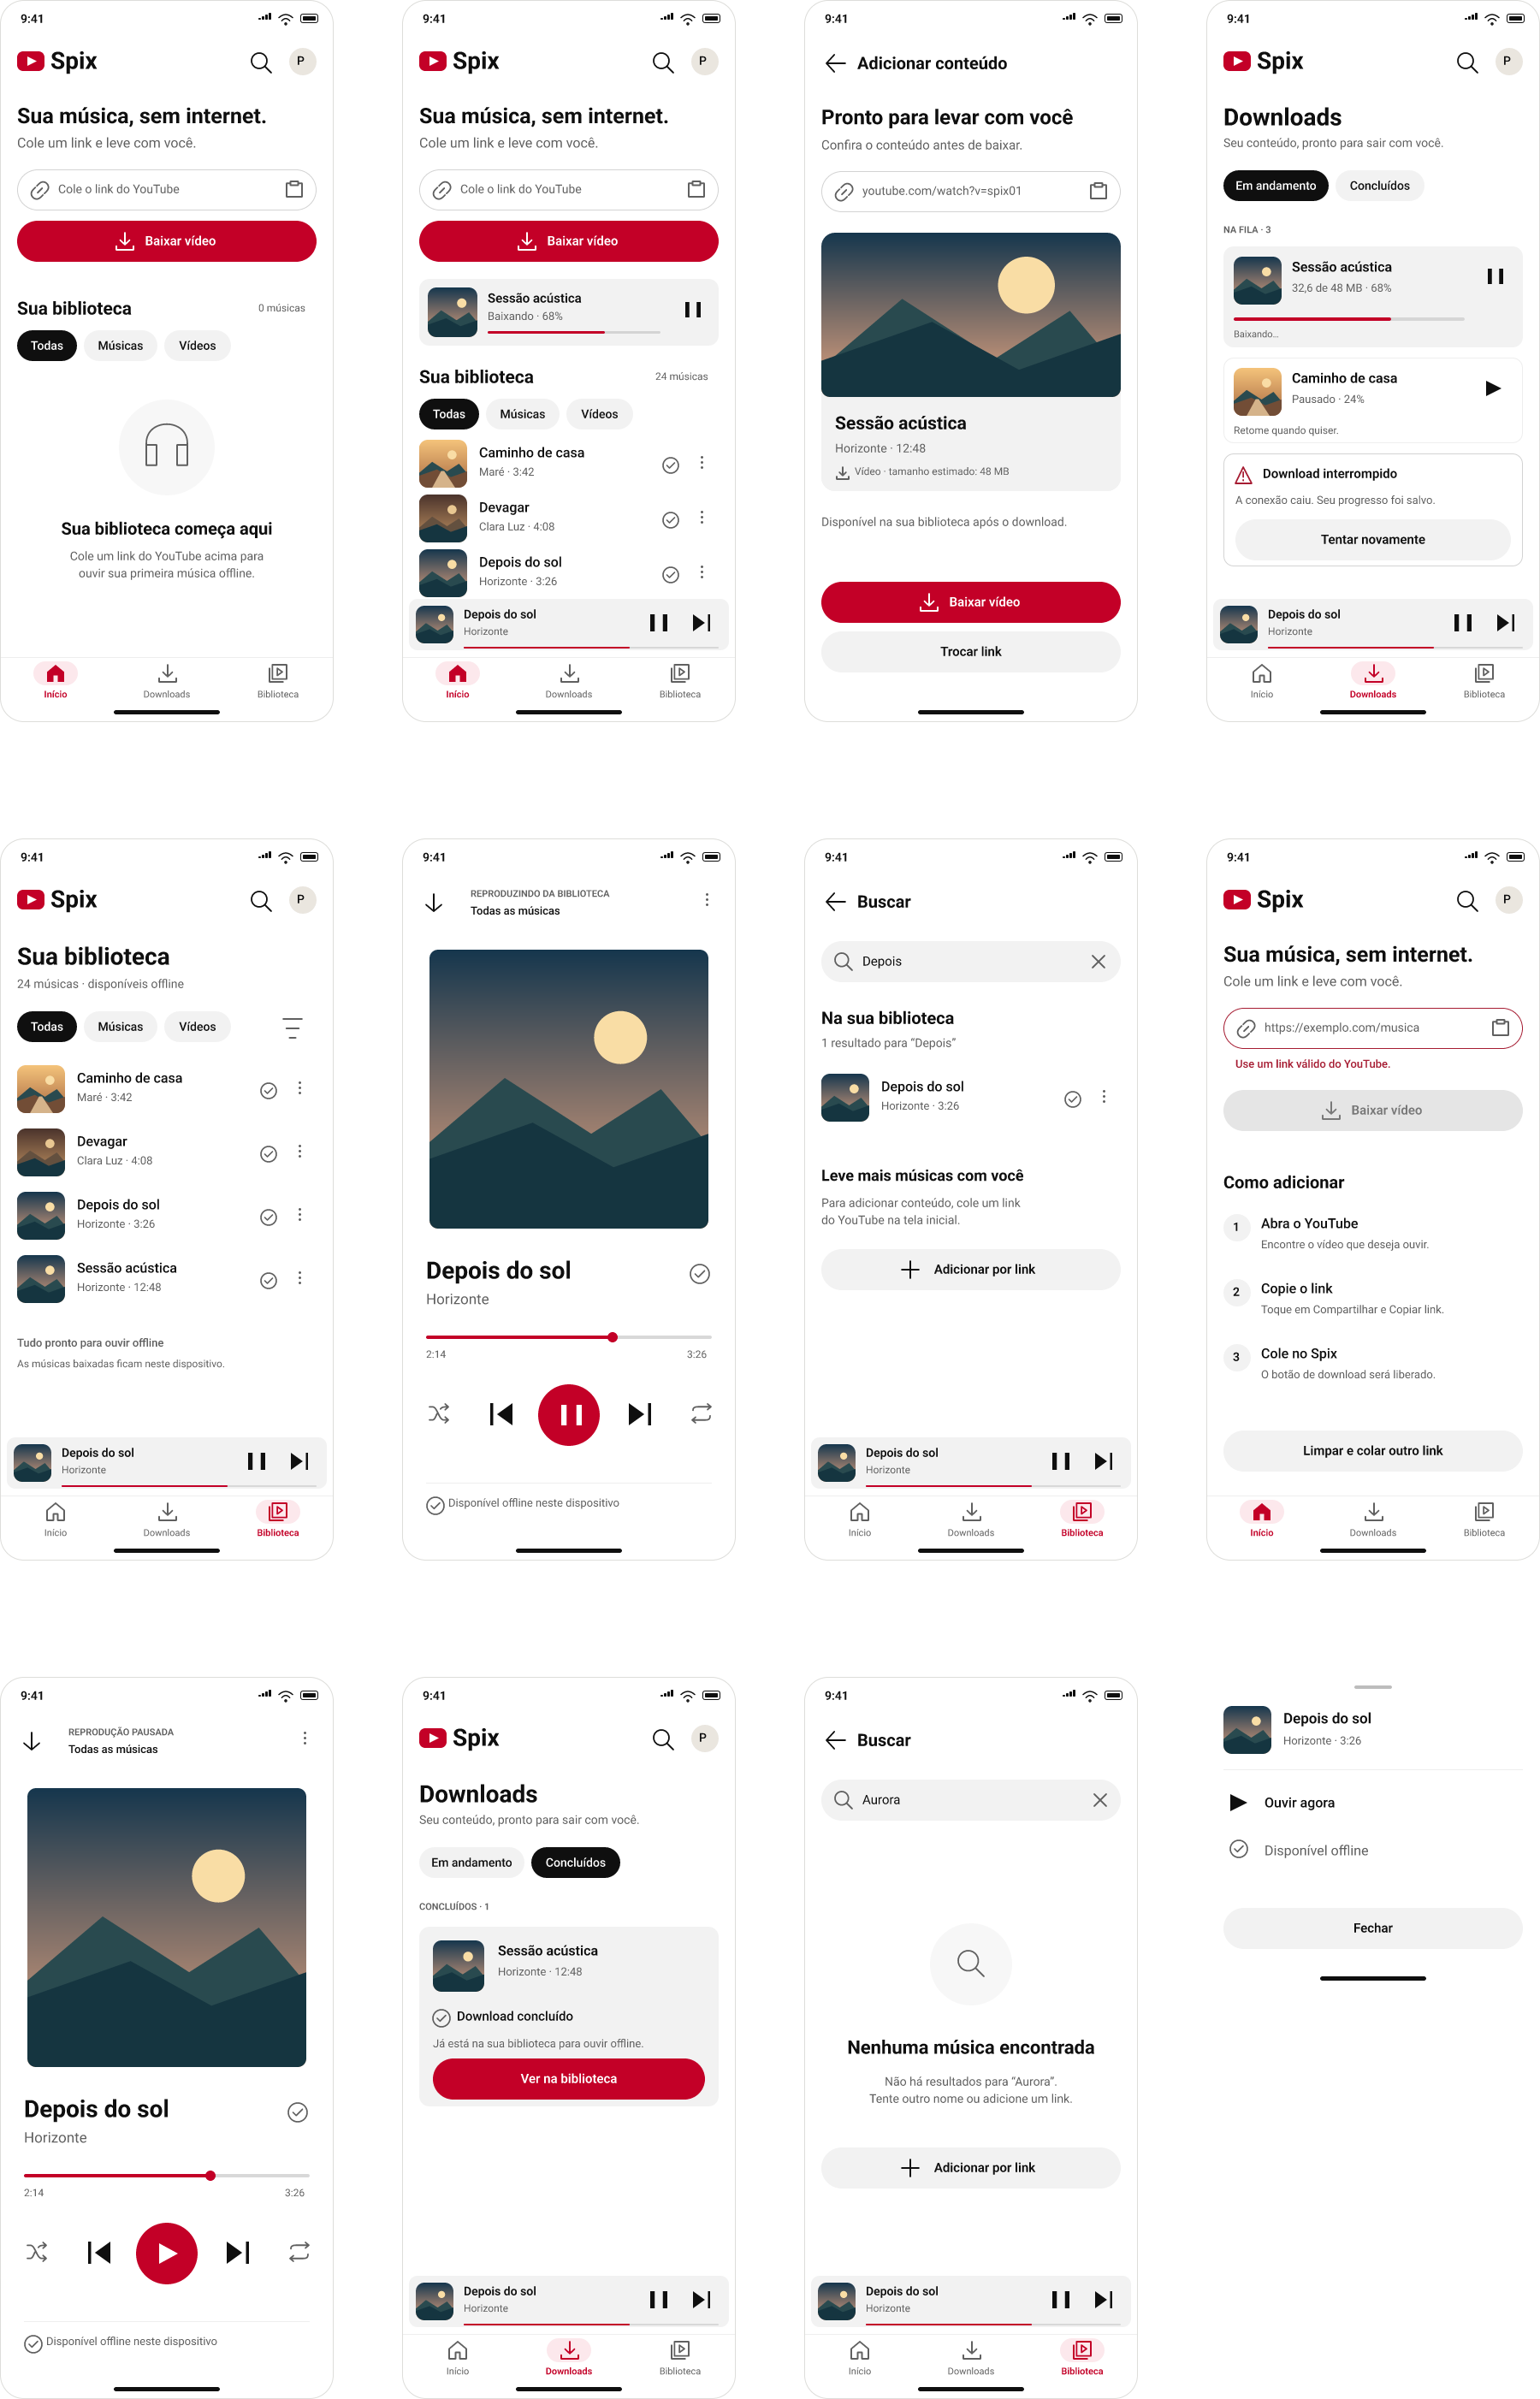 9:41
Spix
P
Sua música, sem internet.
Cole um link e leve com você.
Cole o link do YouTube
Baixar vídeo
Sua biblioteca
0 músicas
Todas
Músicas
Vídeos
Sua biblioteca começa aqui
Cole um link do YouTube acima para
ouvir sua primeira música offline.
Início
Downloads
Biblioteca
9:41
Spix
P
Sua música, sem internet.
Cole um link e leve com você.
Cole o link do YouTube
Baixar vídeo
Sessão acústica
Baixando · 68%
Sua biblioteca
24 músicas
Todas
Músicas
Vídeos
Caminho de casa
Maré · 3:42
Devagar
Clara Luz · 4:08
Depois do sol
Horizonte · 3:26
Depois do sol
Horizonte
Início
Downloads
Biblioteca
9:41
Adicionar conteúdo
Pronto para levar com você
Confira o conteúdo antes de baixar.
youtube.com/watch?v=spix01
Sessão acústica
Horizonte · 12:48
Vídeo · tamanho estimado: 48 MB
Disponível na sua biblioteca após o download.
Baixar vídeo
Trocar link
9:41
Spix
P
Downloads
Seu conteúdo, pronto para sair com você.
Em andamento
Concluídos
NA FILA · 3
Sessão acústica
32,6 de 48 MB · 68%
Baixando…
Caminho de casa
Pausado · 24%
Retome quando quiser.
Download interrompido
A conexão caiu. Seu progresso foi salvo.
Tentar novamente
Depois do sol
Horizonte
Início
Downloads
Biblioteca
9:41
Spix
P
Sua biblioteca
24 músicas · disponíveis offline
Todas
Músicas
Vídeos
Caminho de casa
Maré · 3:42
Devagar
Clara Luz · 4:08
Depois do sol
Horizonte · 3:26
Sessão acústica
Horizonte · 12:48
Tudo pronto para ouvir offline
As músicas baixadas ficam neste dispositivo.
Depois do sol
Horizonte
Início
Downloads
Biblioteca
9:41
REPRODUZINDO DA BIBLIOTECA
Todas as músicas
Depois do sol
Horizonte
2:14
3:26
Disponível offline neste dispositivo
9:41
Buscar
Depois
Na sua biblioteca
1 resultado para “Depois”
Depois do sol
Horizonte · 3:26
Leve mais músicas com você
Para adicionar conteúdo, cole um link
do YouTube na tela inicial.
Adicionar por link
Depois do sol
Horizonte
Início
Downloads
Biblioteca
9:41
Spix
P
Sua música, sem internet.
Cole um link e leve com você.
https://exemplo.com/musica
Use um link válido do YouTube.
Baixar vídeo
Como adicionar
1
Abra o YouTube
Encontre o vídeo que deseja ouvir.
2
Copie o link
Toque em Compartilhar e Copiar link.
3
Cole no Spix
O botão de download será liberado.
Limpar e colar outro link
Início
Downloads
Biblioteca
9:41
REPRODUÇÃO PAUSADA
Todas as músicas
Depois do sol
Horizonte
2:14
3:26
Disponível offline neste dispositivo
9:41
Spix
P
Downloads
Seu conteúdo, pronto para sair com você.
Em andamento
Concluídos
CONCLUÍDOS · 1
Sessão acústica
Horizonte · 12:48
Download concluído
Já está na sua biblioteca para ouvir offline.
Ver na biblioteca
Depois do sol
Horizonte
Início
Downloads
Biblioteca
9:41
Buscar
Aurora
Nenhuma música encontrada
Não há resultados para “Aurora”.
Tente outro nome ou adicione um link.
Adicionar por link
Depois do sol
Horizonte
Início
Downloads
Biblioteca
Depois do sol
Horizonte · 3:26
Ouvir agora
Disponível offline
Fechar